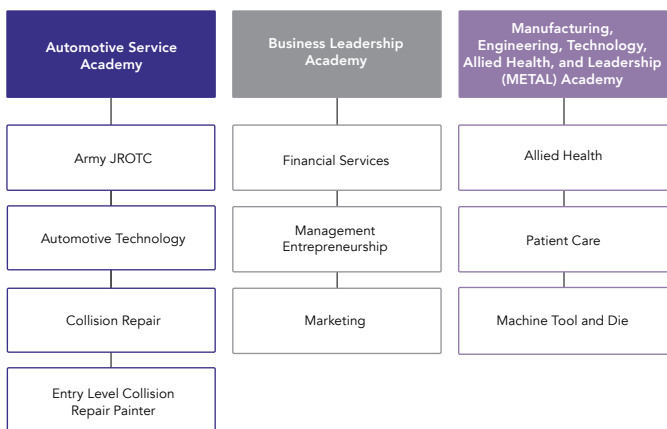 Automotive Service
Academy
Army JROTC
Automotive Technology
Collision Repair
Entry Level Collision
Repair Painter
Business Leadership
Academy
Financial Services
Management
Entrepreneurship
Marketing
Manufacturing,
Engineering, Technology,
Allied Health, and Leadership
(METAL) Academy
Allied Health
Patient Care
Machine Tool and Die